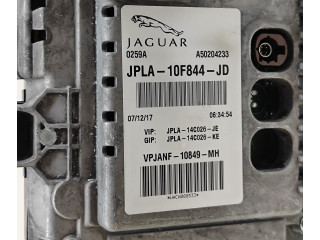 JAGUAR
0259A A50204233
JPLA-10F844-JD
07/12/17 08:34:54
VIP: JPLA-14C026-JE
GIP: JPLA-14C026-KE
VPJANF-10849-MH